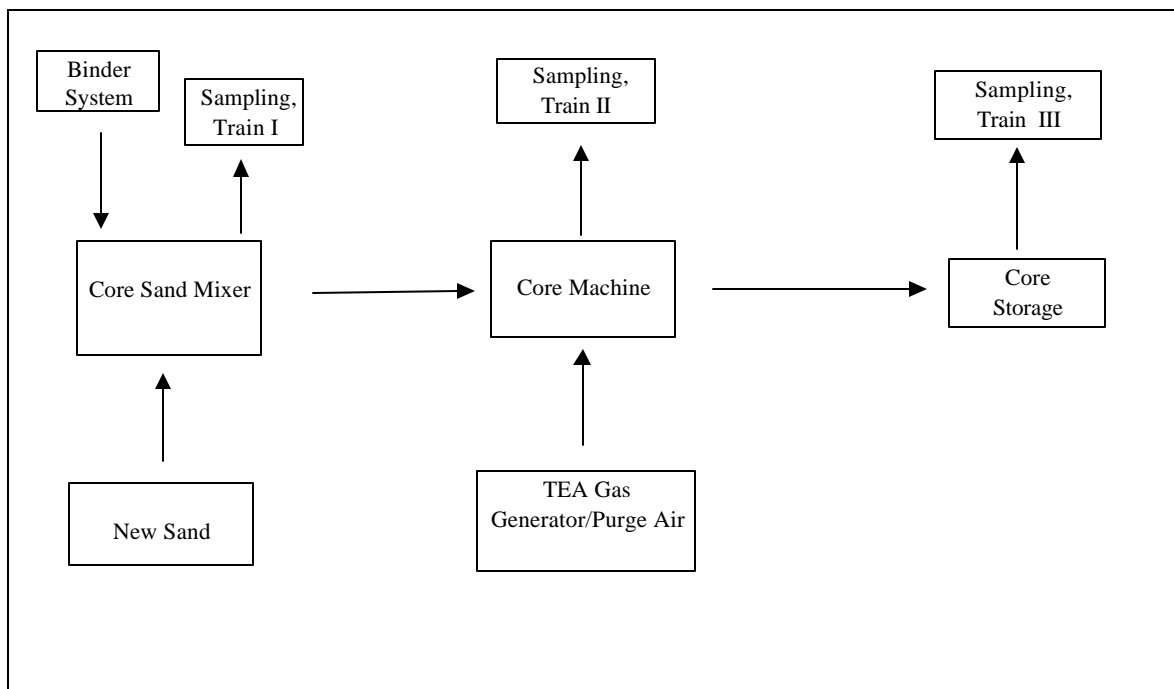 Binder
System
Sampling,
Train I
Sampling,
Train II
Sampling,
Train III
Core Sand Mixer
Core Machine
Core
Storage
New Sand
TEA Gas
Generator/Purge Air